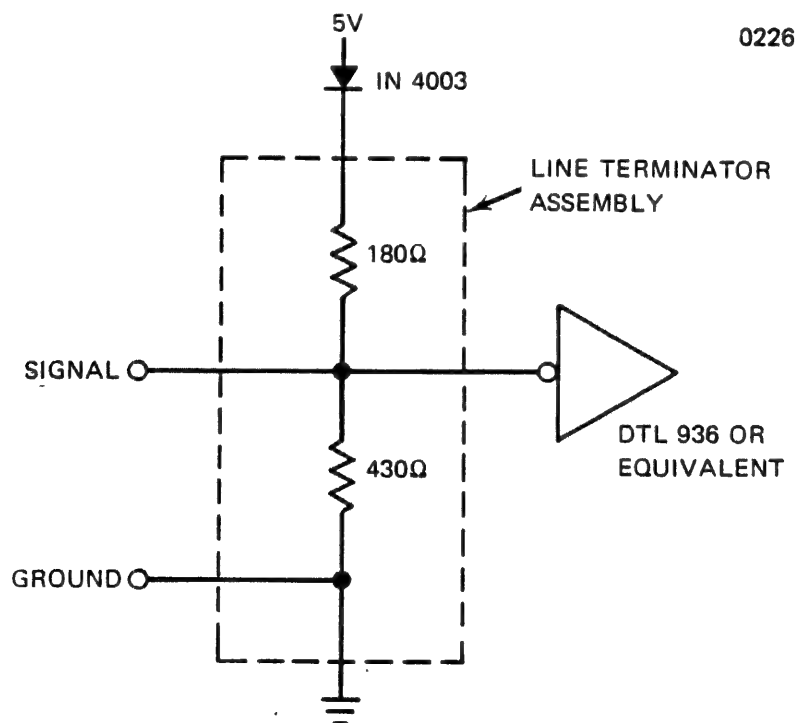 5V
0226
IN 4003
LINE TERMINATOR
ASSEMBLY
180Ω
SIGNAL
DTL 936 OR
EQUIVALENT
430Ω
GROUND